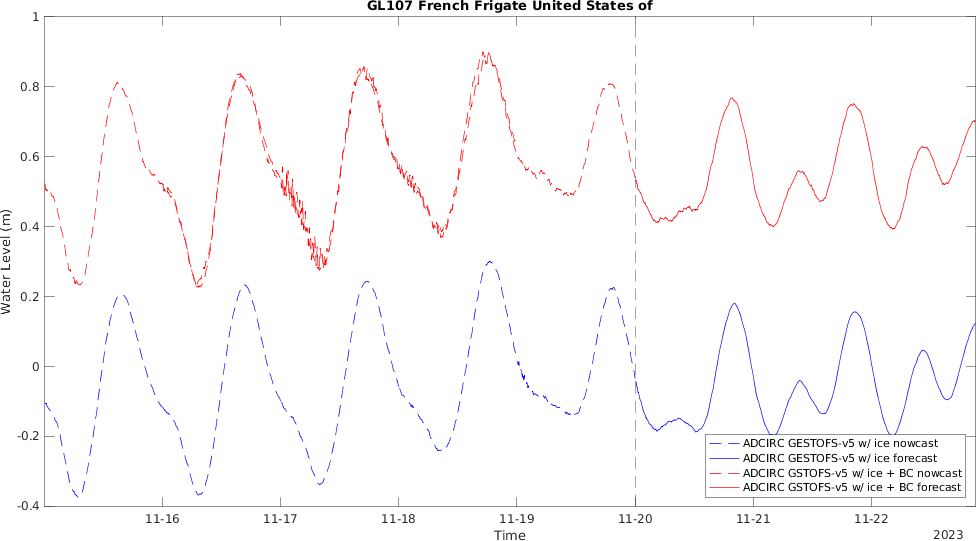 GL107 French Frigate United States of
1
0.8
0.6
0.4
0.2
0
-0.2
-0.4
Water Level (m)
11-16 11-17 11-18 11-19 11-20 11-21 11-22
Time
2023
ADCIRC GESTOFS-v5 w/ ice nowcast
ADCIRC GESTOFS-v5 w/ ice forecast
ADCIRC GSTOFS-v5 w/ ice + BC nowcast
ADCIRC GSTOFS-v5 w/ ice + BC forecast